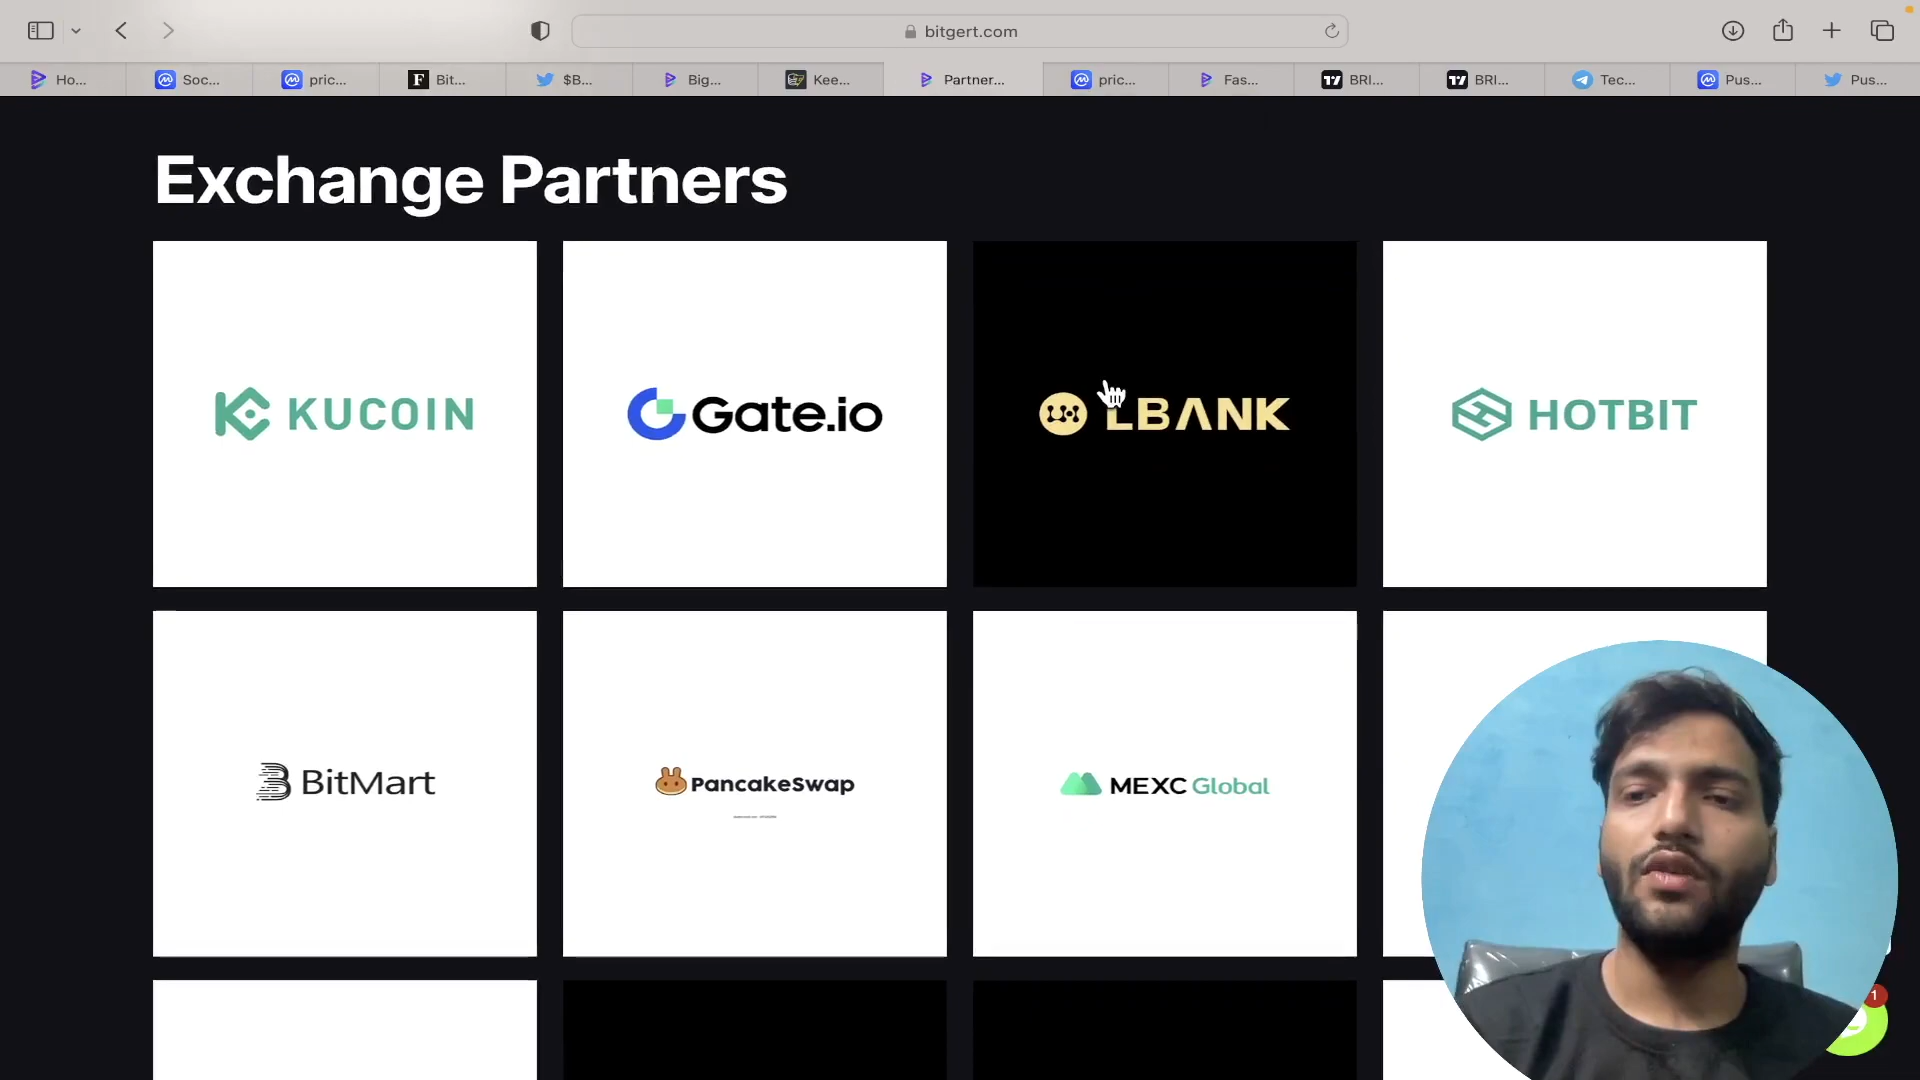 bitgert.com
Ho...
Soc...
pric...
Bit...
$B...
Big...
Kee...
Partner...
pric...
Fas...
BRI...
BRI...
Tec...
Pus...
Pus...
Exchange Partners
KUCOIN
Gate.io
LBANK
HOTBIT
BitMart
PancakeSwap
MEXC Global
1